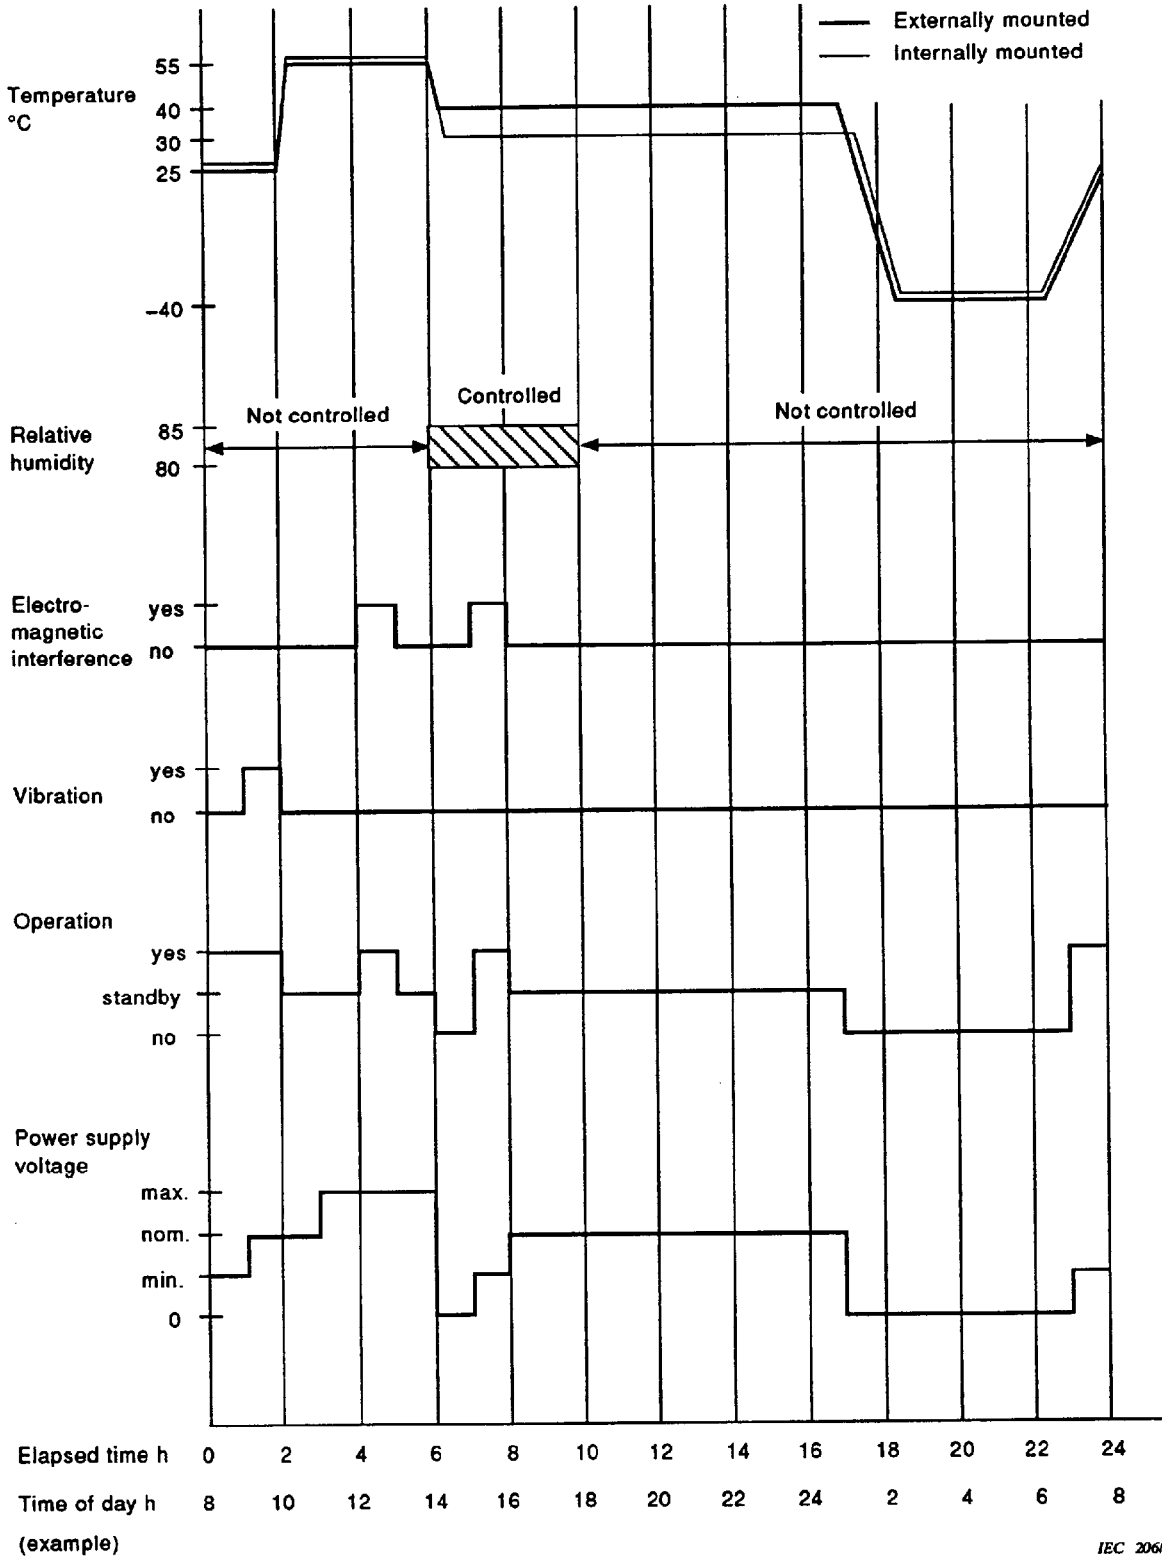 Externally mounted
Internally mounted
Temperature
°C
55
40
30
25
-40
Not controlled
Controlled
Not controlled
Relative
humidity
85
80
Electro-
magnetic
interference
yes
no
Vibration
yes
no
Operation
yes
standby
no
Power supply
voltage
max.
nom.
min.
0
Elapsed time h 0 2 4 6 8 10 12 14 16 18 20 22 24
Time of day h 8 10 12 14 16 18 20 22 24 2 4 6 8
(example)
IEC